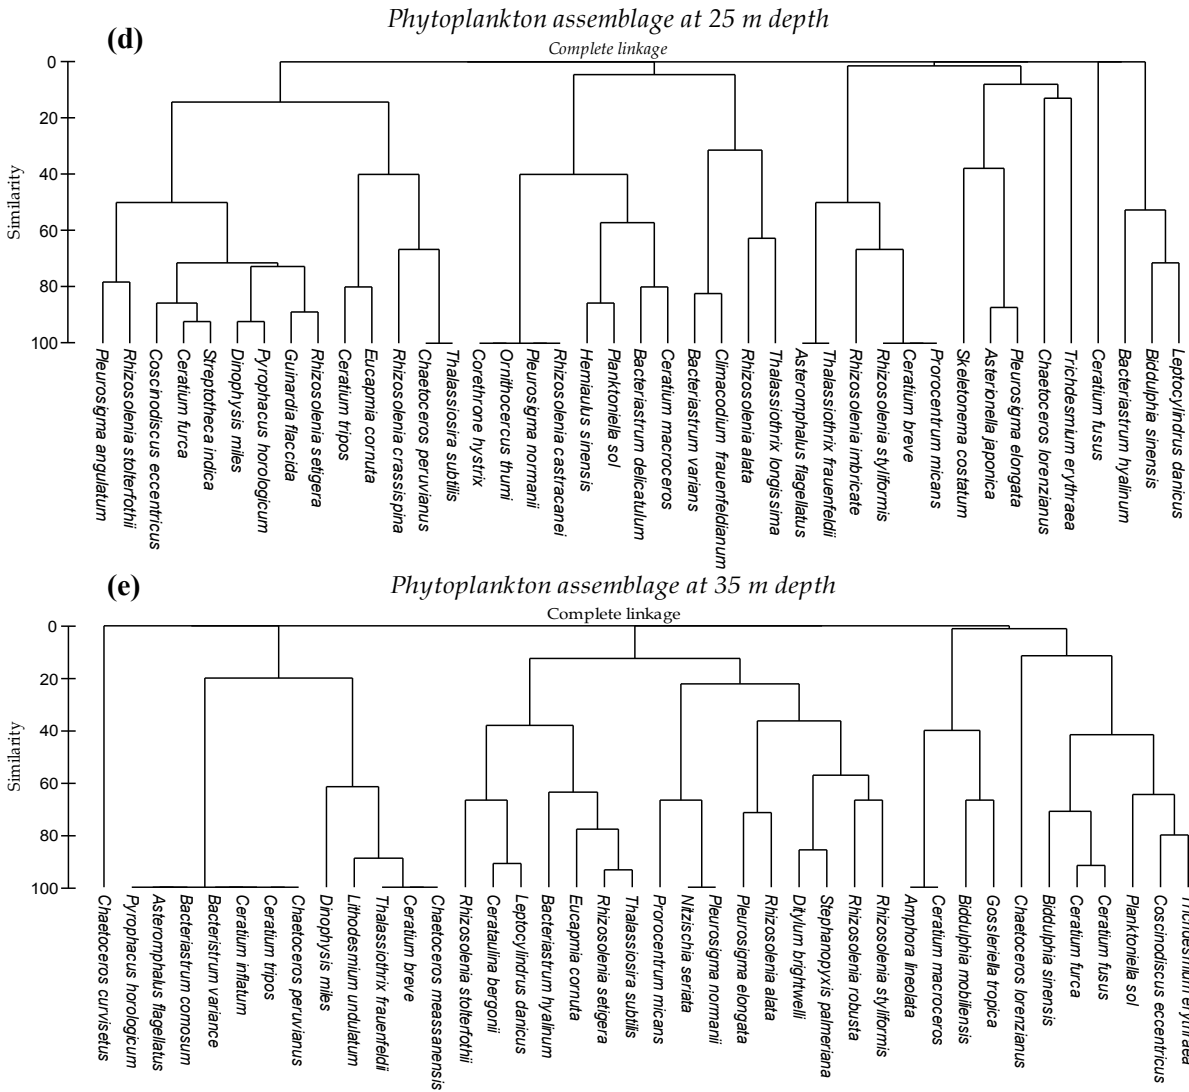 Phytoplankton assemblage at 25 m depth
(d)
Complete linkage
Similarity
0
20
40
60
80
100
Pleurosigma angulatum
Rhizosolenia stolterfothii
Coscinodiscus eccentricus
Ceratium furca
Streptotheca indica
Dinophysis miles
Pyrophacus horologicum
Guinardia flaccida
Rhizosolenia setigera
Ceratium tripos
Eucapmia cornuta
Rhizosolenia crassispina
Chaetoceros peruvianus
Thalassiosira subtilis
Corethrone hystrix
Ornithocercus thurni
Pleurosigma normanii
Rhizosolenia castracanei
Hemiaulus sinensis
Planktoniella sol
Bacteriastrum delicatulum
Ceratium macroceros
Bacteriastrum varians
Climacodium frauenfeldianum
Rhizosolenia alata
Thalassiothrix longissima
Asteromphalus flagellatus
Thalassiothrix frauenfeldii
Rhizosolenia imbricate
Rhizosolenia styliformis
Ceratium breve
Prorocentrum micans
Skeletonema costatum
Asterionella japonica
Pleurosigma elongata
Chaetoceros lorenzianus
Trichodesmium erythraea
Ceratium fusus
Bacteriastrum hyalinum
Biddulphia sinensis
Leptocylindrus danicus
(e)
Phytoplankton assemblage at 35 m depth
Complete linkage
Similarity
0
20
40
60
80
100
Chaetoceros curvisetus
Pyrophacus horologicum
Asteromphalus flagellatus
Bacteriastrum comosum
Bacteristrum variance
Ceratium inflatum
Ceratium tripos
Chaetoceros peruvianus
Dinophysis miles
Lithodesmium undulatum
Thalassiothrix frauenfeldii
Ceratium breve
Chaetoceros meassanensis
Rhizosolenia stolterfothii
Cerataulina bergonii
Leptocylindrus danicus
Bacteriastrum hyalinum
Eucapmia cornuta
Rhizosolenia setigera
Thalassiosira subtilis
Prorocentrum micans
Nitzischia seriata
Pleurosigma normanii
Pleurosigma elongata
Rhizosolenia alata
Ditylum brightwelli
Stephanopyxis palmeriana
Rhizosolenia robusta
Rhizosolenia styliformis
Amphora lineolata
Ceratium macroceros
Biddulphia mobiliensis
Gossleriella tropica
Chaetoceros lorenzianus
Biddulphia sinensis
Ceratium furca
Ceratium fusus
Planktoniella sol
Coscinodiscus eccentricus
Trichodesmium erythraea